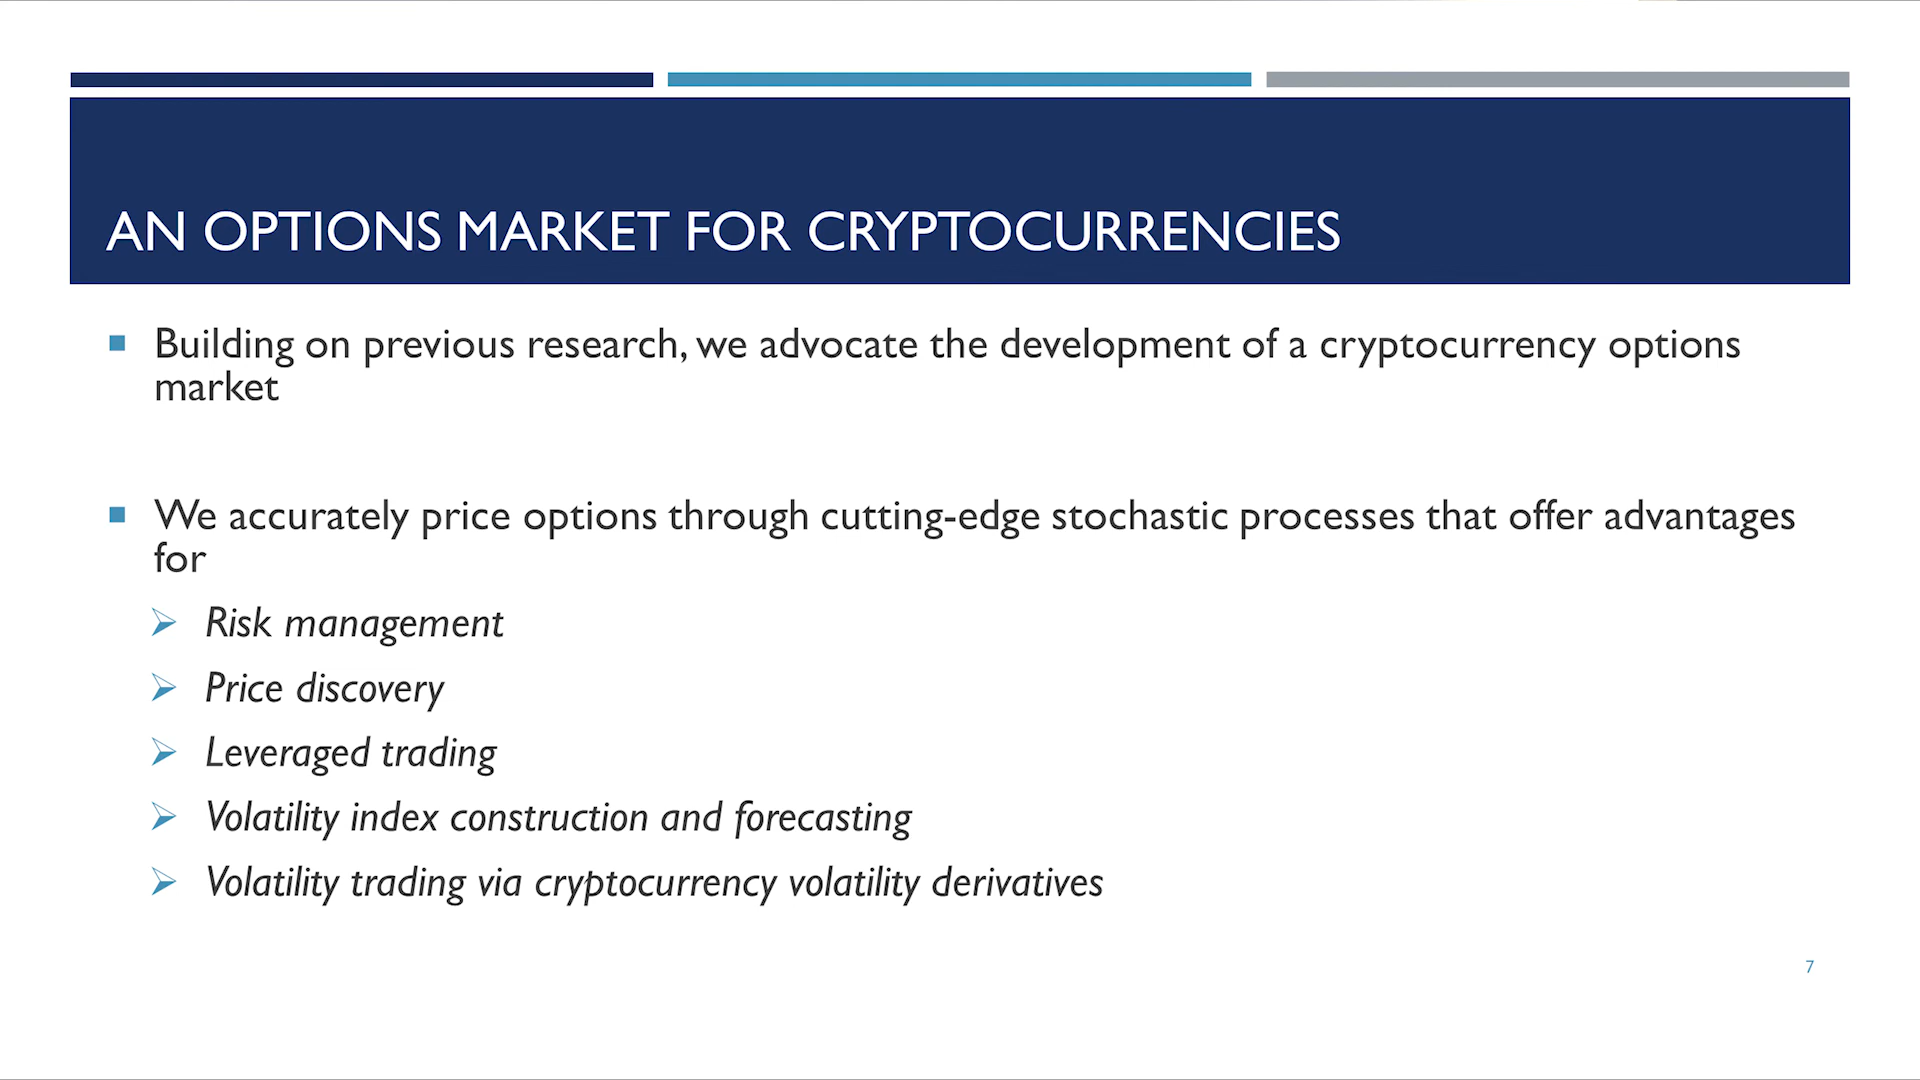 AN OPTIONS MARKET FOR CRYPTOCURRENCIES
Building on previous research, we advocate the development of a cryptocurrency options
market
We accurately price options through cutting-edge stochastic processes that offer advantages
for
Risk management
Price discovery
Leveraged trading
Volatility index construction and forecasting
Volatility trading via cryptocurrency volatility derivatives
7